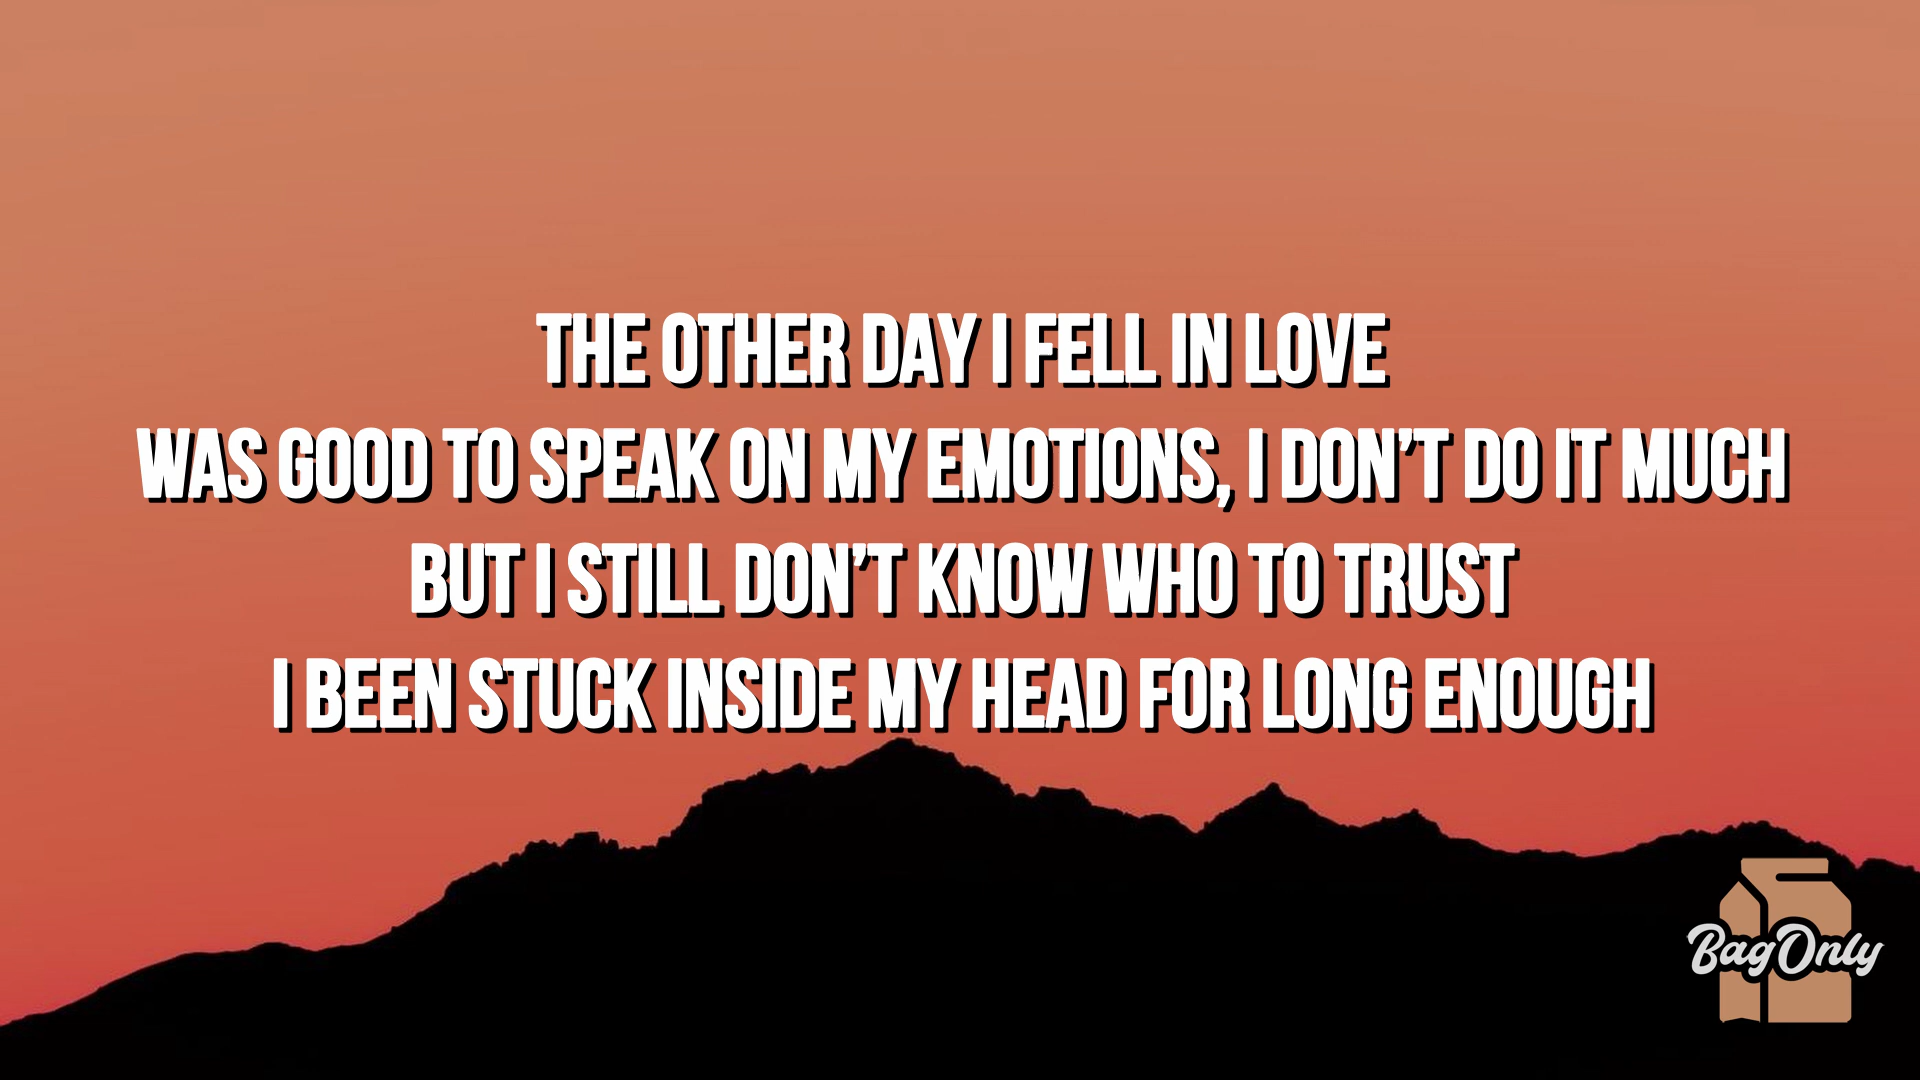 THE OTHER DAY I FELL IN LOVE
WAS GOOD TO SPEAK ON MY EMOTIONS, I DON'T DO IT MUCH
BUT I STILL DON'T KNOW WHO TO TRUST
I BEEN STUCK INSIDE MY HEAD FOR LONG ENOUGH
BagOnly